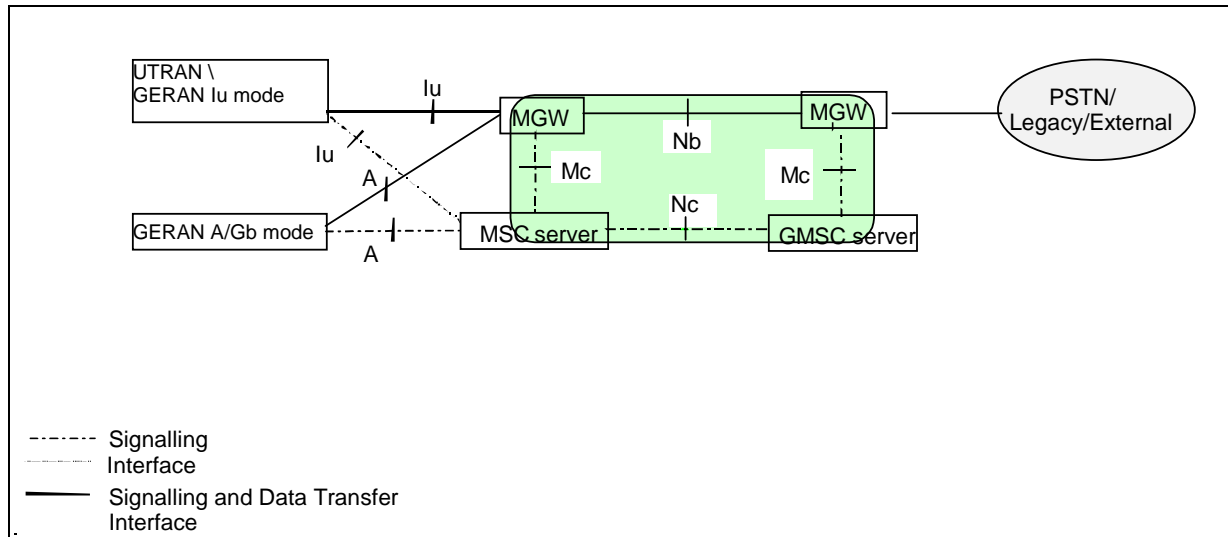 UTRAN \
GERAN Iu mode
Iu
MGW
Nb
MGW
PSTN/
Legacy/External
Iu
A
Mc
Mc
Nc
GERAN A/Gb mode
A
MSC server
GMSC server
Signalling
Interface
Signalling and Data Transfer
Interface